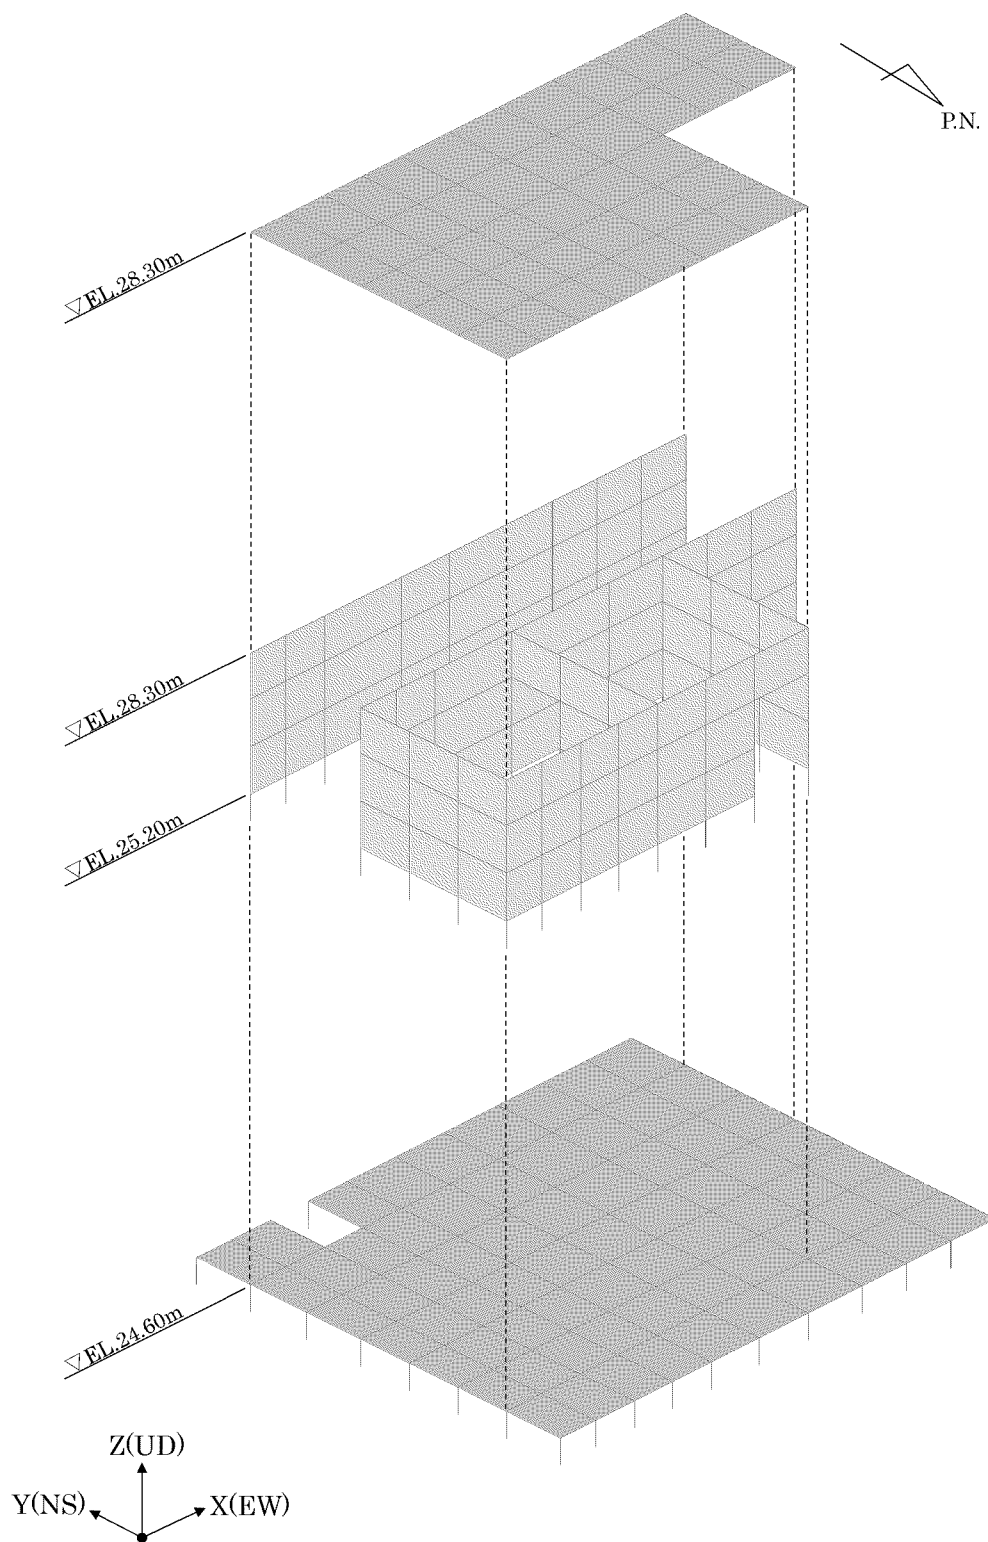 P.N.
▽EL.28.30m
▽EL.28.30m
▽EL.25.20m
▽EL.24.60m
Z(UD)
Y(NS)
X(EW)